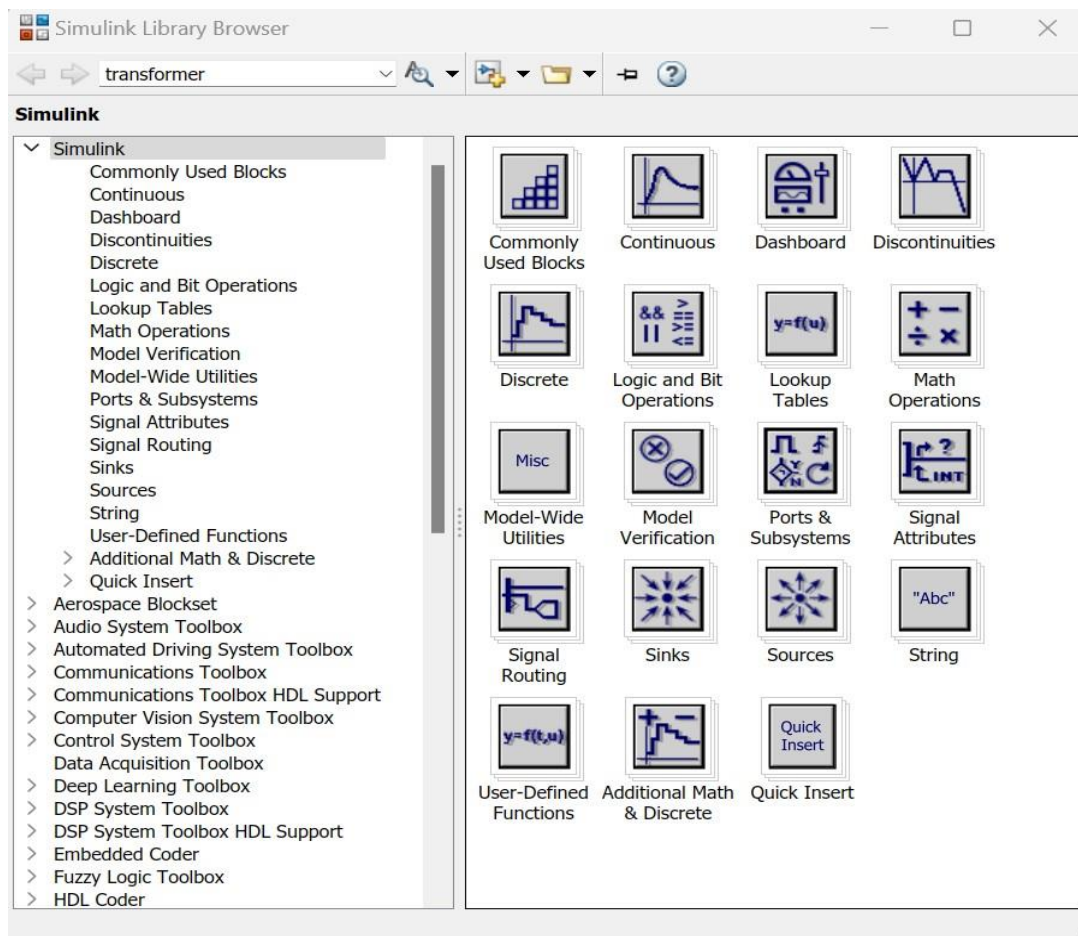 Simulink Library Browser
transformer
Simulink
Simulink
Commonly Used Blocks
Continuous
Dashboard
Discontinuities
Discrete
Logic and Bit Operations
Lookup Tables
Math Operations
Model Verification
Model-Wide Utilities
Ports & Subsystems
Signal Attributes
Signal Routing
Sinks
Sources
String
User-Defined Functions
Additional Math & Discrete
Quick Insert
Aerospace Blockset
Audio System Toolbox
Automated Driving System Toolbox
Communications Toolbox
Communications Toolbox HDL Support
Computer Vision System Toolbox
Control System Toolbox
Data Acquisition Toolbox
Deep Learning Toolbox
DSP System Toolbox
DSP System Toolbox HDL Support
Embedded Coder
Fuzzy Logic Toolbox
HDL Coder
Commonly
Used Blocks
Continuous
Dashboard
Discontinuities
&& >
==
|| >=
<=
y=f(u)
+ −
÷ ×
Discrete
Logic and Bit
Operations
Lookup
Tables
Math
Operations
Misc
Y
N
?
INT
Model-Wide
Utilities
Model
Verification
Ports &
Subsystems
Signal
Attributes
"Abc"
Signal
Routing
Sinks
Sources
String
y=f(t,u)
+ −
Quick
Insert
User-Defined
Functions
Additional Math
& Discrete
Quick Insert